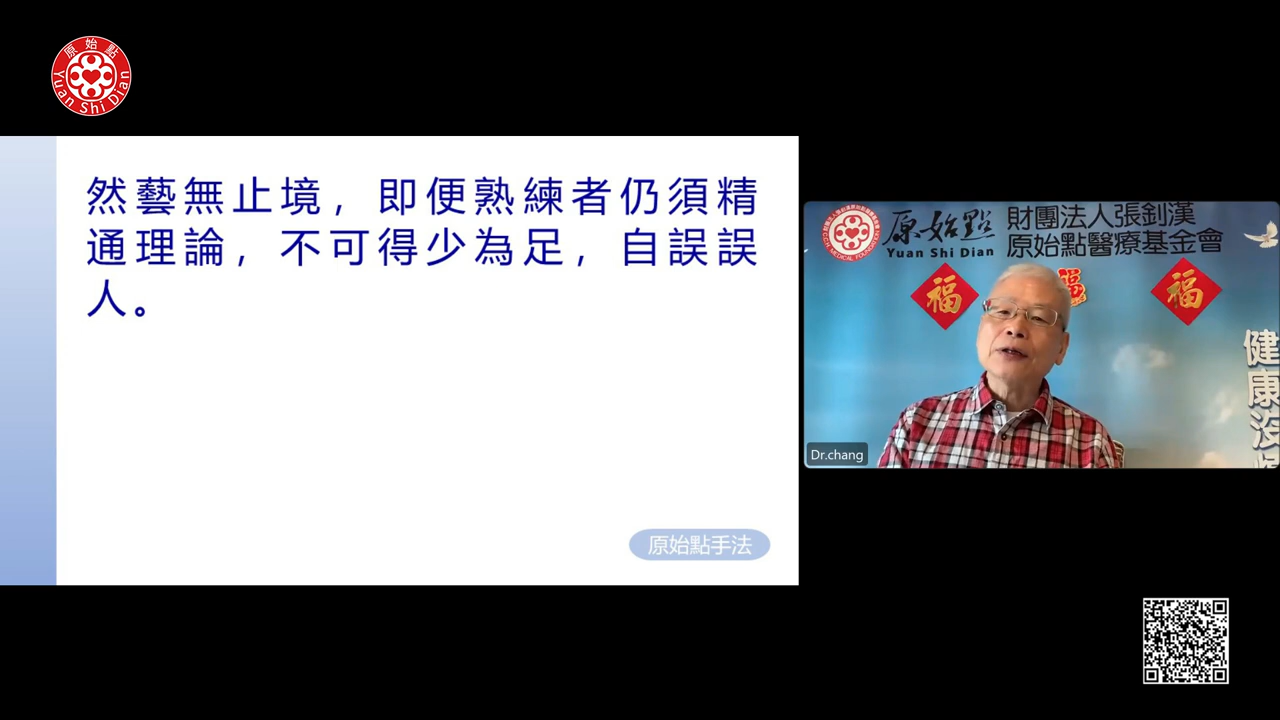 原始點
Yuan Shi Dian
然藝無止境，即便熟練者仍須精
通理論，不可得少為足，自誤誤
人。
原始點手法
原始點
Yuan Shi Dian
財團法人張釗漢
原始點醫療基金會
福
福
福
健康沒
Dr.chang